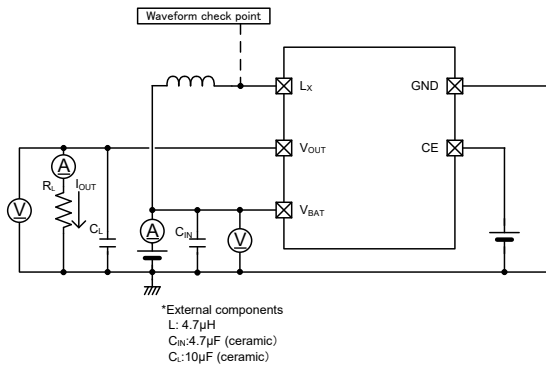 Waveform check point
LX
GND
VOUT
CE
A
RL
IOUT
V
CL
VBAT
A
CIN
V
*External components
L: 4.7μH
CIN:4.7μF (ceramic)
CL:10μF (ceramic)